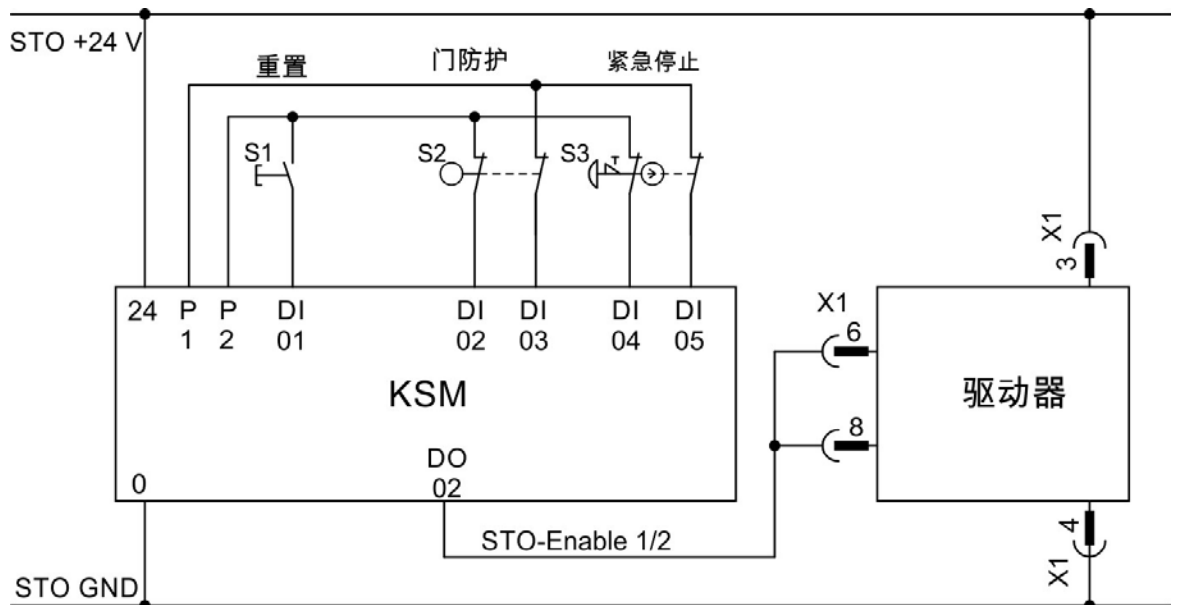 STO +24 V
重置
门防护
紧急停止
S1
S2
S3
X1
3
24 P P DI DI DI DI DI
1 2 01 02 03 04 05
X1
6
KSM
驱动器
8
DO
02
0
4
STO-Enable 1/2
X1
STO GND